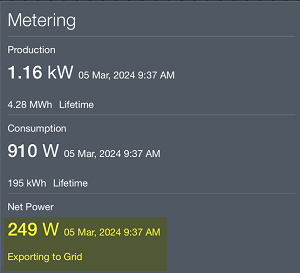 Metering
Production
1.16 kW 05 Mar, 2024 9:37 AM
4.28 MWh Lifetime
Consumption
910 W 05 Mar, 2024 9:37 AM
195 kWh Lifetime
Net Power
249 W 05 Mar, 2024 9:37 AM
Exporting to Grid